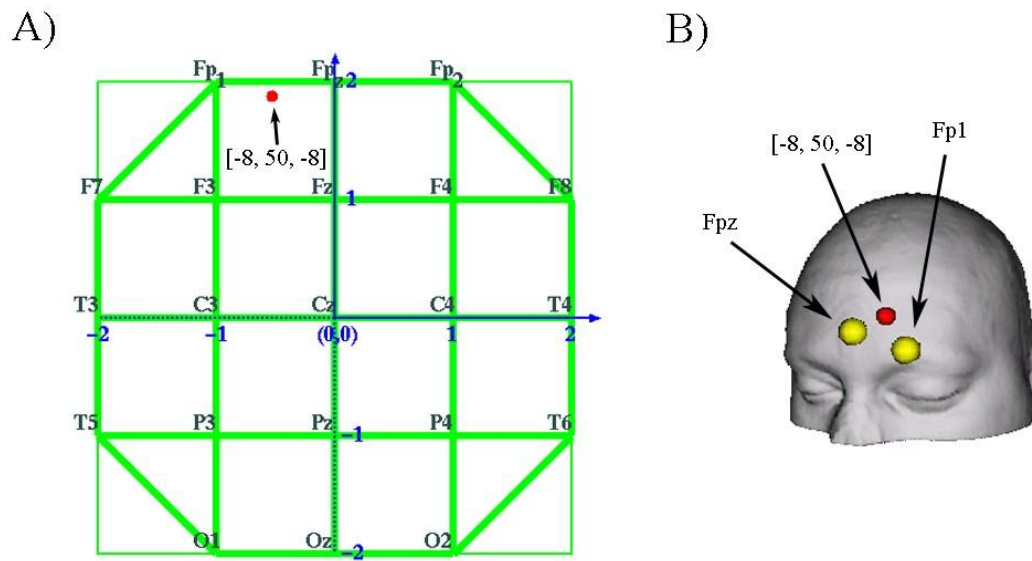 A)
Fp1 Fpz 2 Fp2
[-8, 50, -8]
F7 F3 Fz 1 F4 F8
T3 C3 Cz C4 T4
-2 -1 (0,0) 1 2
T5 P3 Pz -1 P4 T6
O1 Oz -2 O2
B)
[-8, 50, -8]
Fp1
Fpz